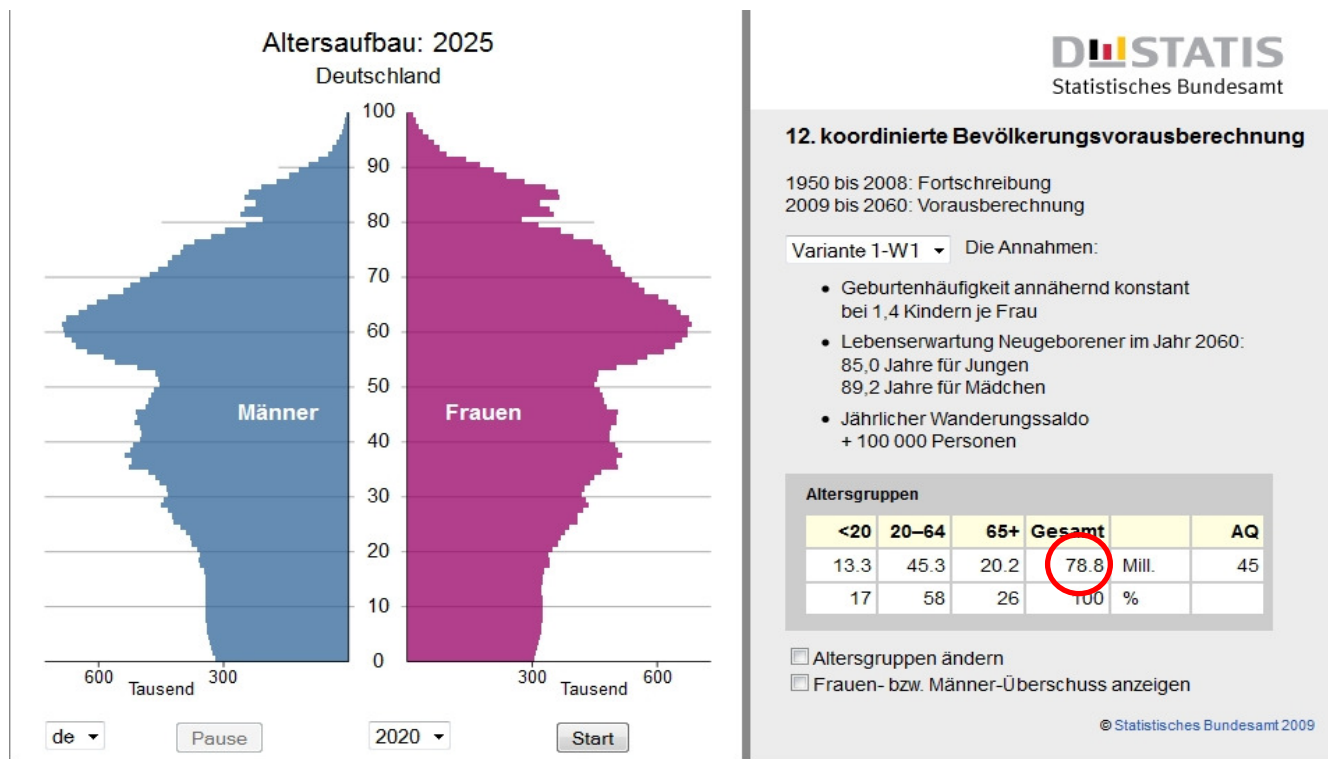 Altersaufbau: 2025
Deutschland
100
90
80
70
60
50
40
30
20
10
0
Männer
Frauen
600
300
Tausend
300
600
Tausend
de
Pause
2020
Start
DESTATIS
Statistisches Bundesamt
12. koordinierte Bevölkerungsvorausberechnung
1950 bis 2008: Fortschreibung
2009 bis 2060: Vorausberechnung
Variante 1-W1 Die Annahmen:
• Geburtenhäufigkeit annähernd konstant
bei 1,4 Kindern je Frau
• Lebenserwartung Neugeborener im Jahr 2060:
85,0 Jahre für Jungen
89,2 Jahre für Mädchen
• Jährlicher Wanderungssaldo
+ 100 000 Personen
Altersgruppen
<20 20–64 65+ Gesamt AQ
13.3 45.3 20.2 78.8 Mill. 45
17 58 26 100 %
Altersgruppen ändern
Frauen- bzw. Männer-Überschuss anzeigen
© Statistisches Bundesamt 2009